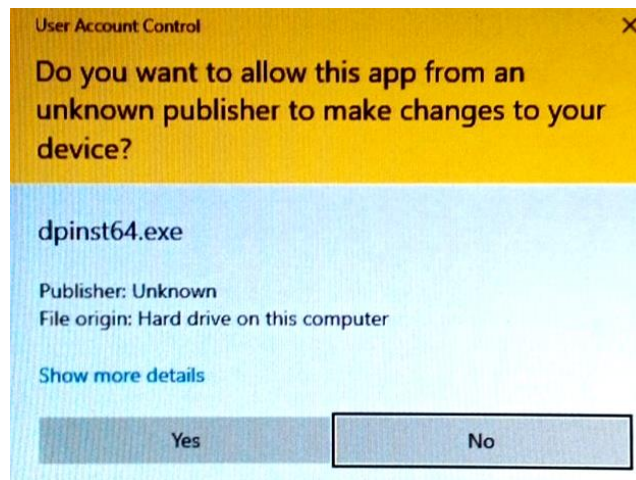 User Account Control
Do you want to allow this app from an
unknown publisher to make changes to your
device?
dpinst64.exe
Publisher: Unknown
File origin: Hard drive on this computer
Show more details
Yes
No